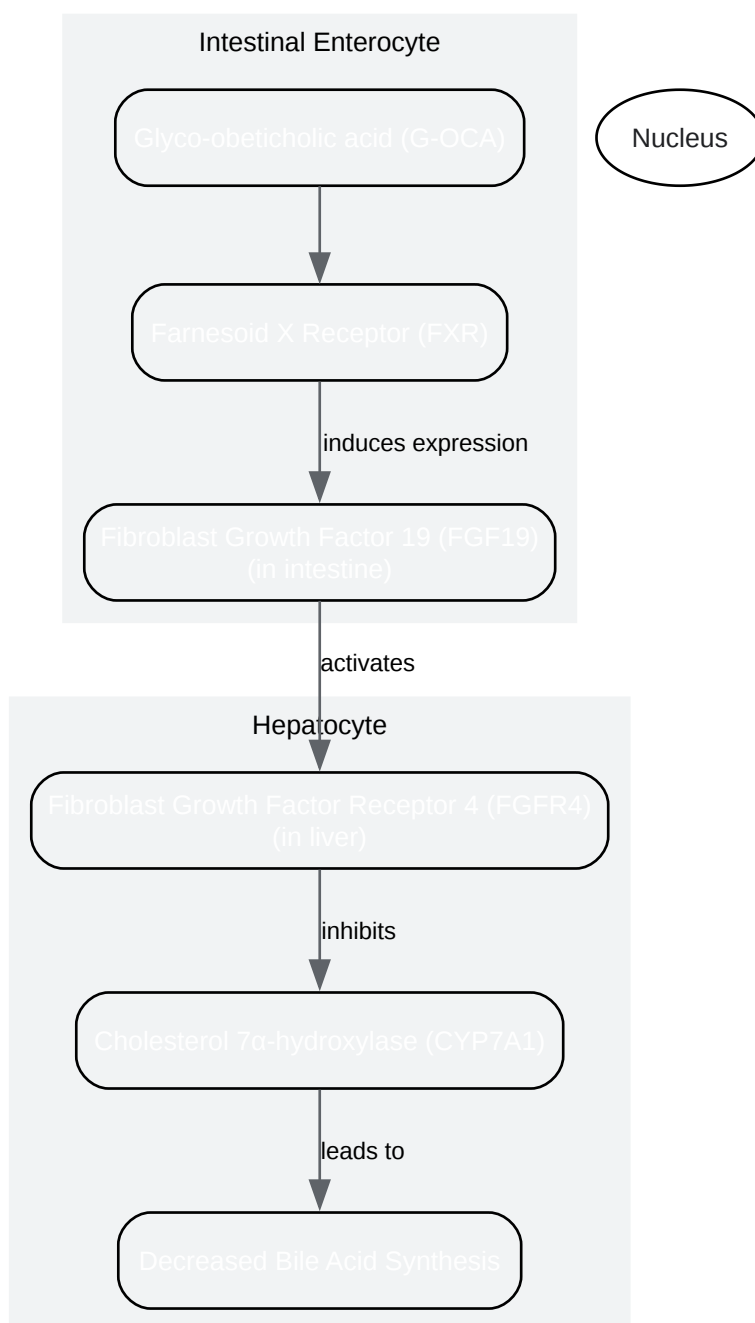 Intestinal Enterocyte
Glyco-obeticholic acid (G-OCA)
Nucleus
Farnesoid X Receptor (FXR)
induces expression
Fibroblast Growth Factor 19 (FGF19)
(in intestine)
activates
Hepatocyte
Fibroblast Growth Factor Receptor 4 (FGFR4)
(in liver)
inhibits
Cholesterol 7α-hydroxylase (CYP7A1)
leads to
Decreased Bile Acid Synthesis